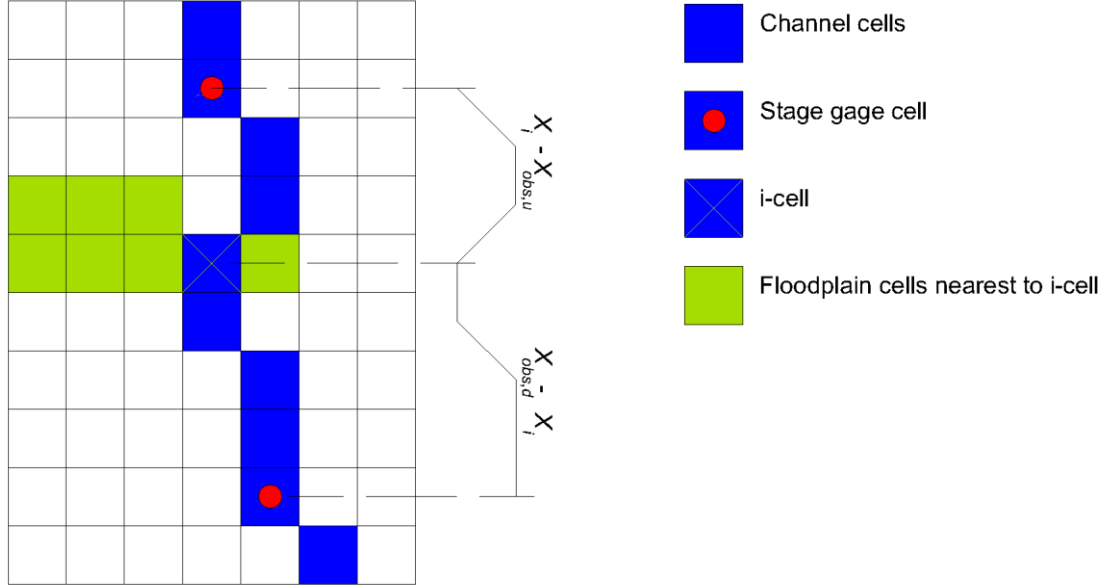 Channel cells
Stage gage cell
i-cell
Floodplain cells nearest to i-cell
X_i - X_obs,u
X_obs,d - X_i